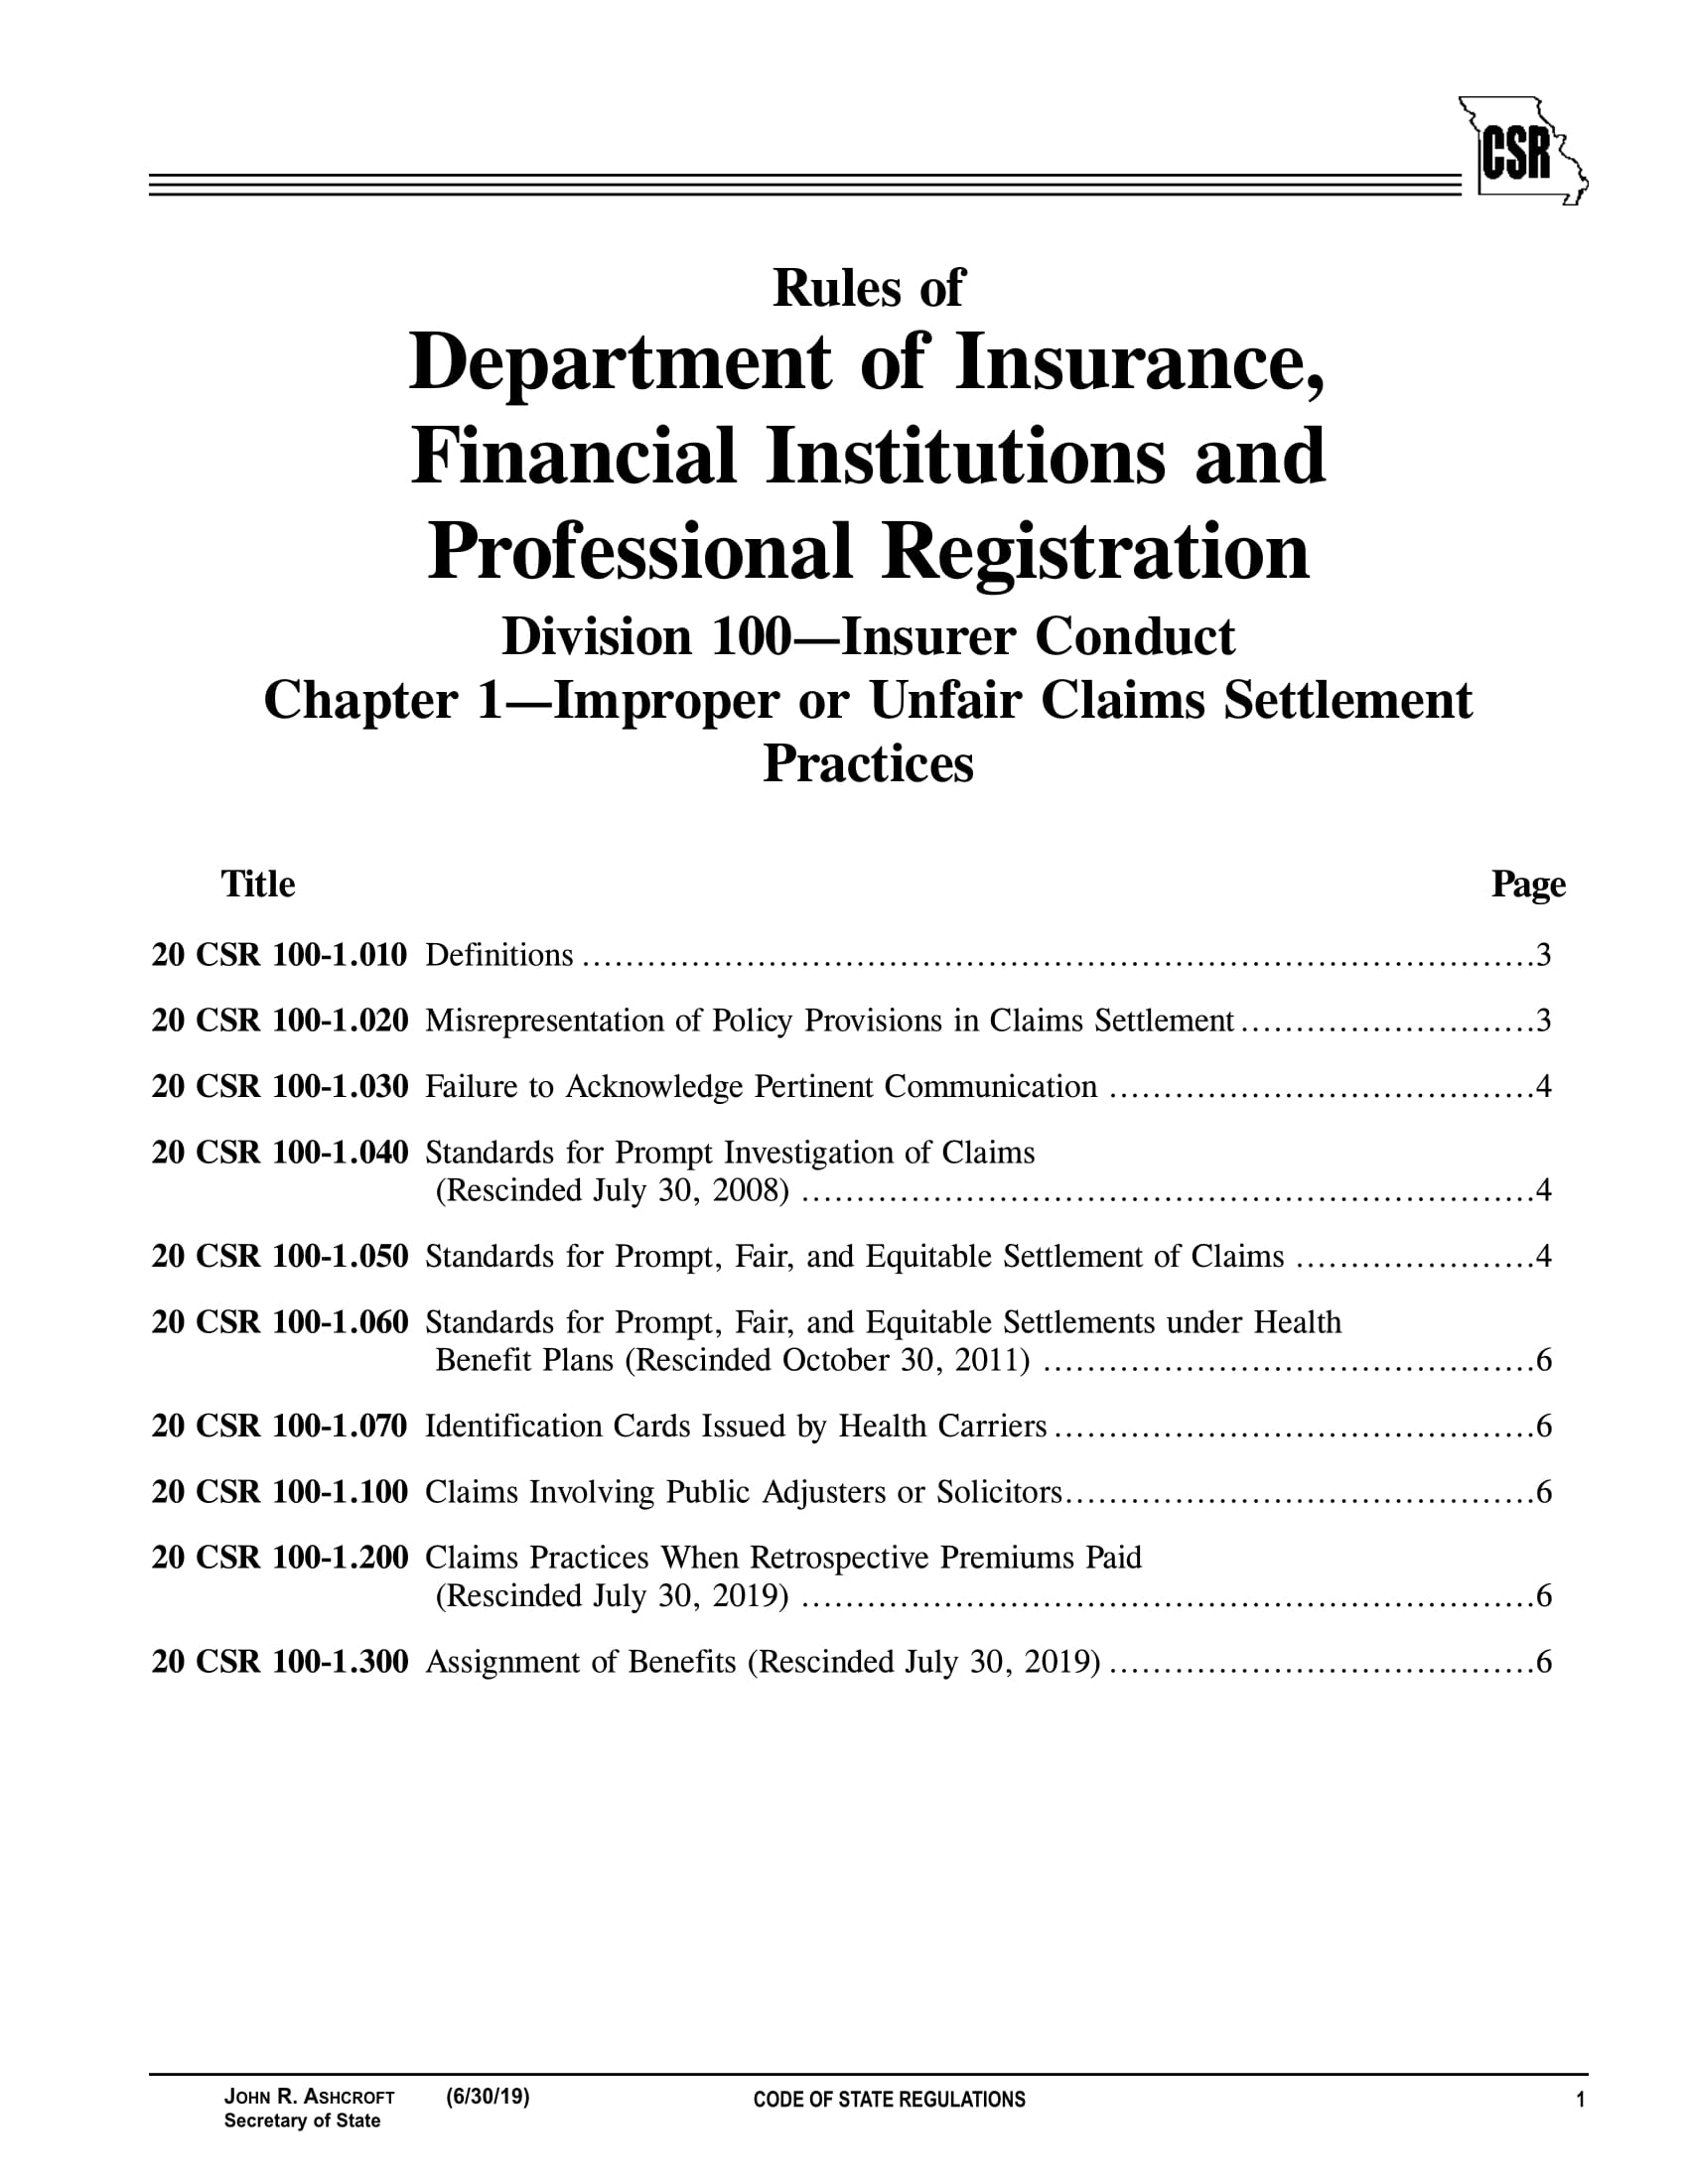 CSR
Rules of
Department of Insurance,
Financial Institutions and
Professional Registration
Division 100—Insurer Conduct
Chapter 1—Improper or Unfair Claims Settlement
Practices
Title Page
20 CSR 100-1.010 Definitions ........................................................................................3
20 CSR 100-1.020 Misrepresentation of Policy Provisions in Claims Settlement...........................3
20 CSR 100-1.030 Failure to Acknowledge Pertinent Communication .......................................4
20 CSR 100-1.040 Standards for Prompt Investigation of Claims
(Rescinded July 30, 2008) ...................................................................4
20 CSR 100-1.050 Standards for Prompt, Fair, and Equitable Settlement of Claims ......................4
20 CSR 100-1.060 Standards for Prompt, Fair, and Equitable Settlements under Health
Benefit Plans (Rescinded October 30, 2011) .............................................6
20 CSR 100-1.070 Identification Cards Issued by Health Carriers............................................6
20 CSR 100-1.100 Claims Involving Public Adjusters or Solicitors...........................................6
20 CSR 100-1.200 Claims Practices When Retrospective Premiums Paid
(Rescinded July 30, 2019) ...................................................................6
20 CSR 100-1.300 Assignment of Benefits (Rescinded July 30, 2019).......................................6
JOHN R. ASHCROFT (6/30/19) CODE OF STATE REGULATIONS 1
Secretary of State